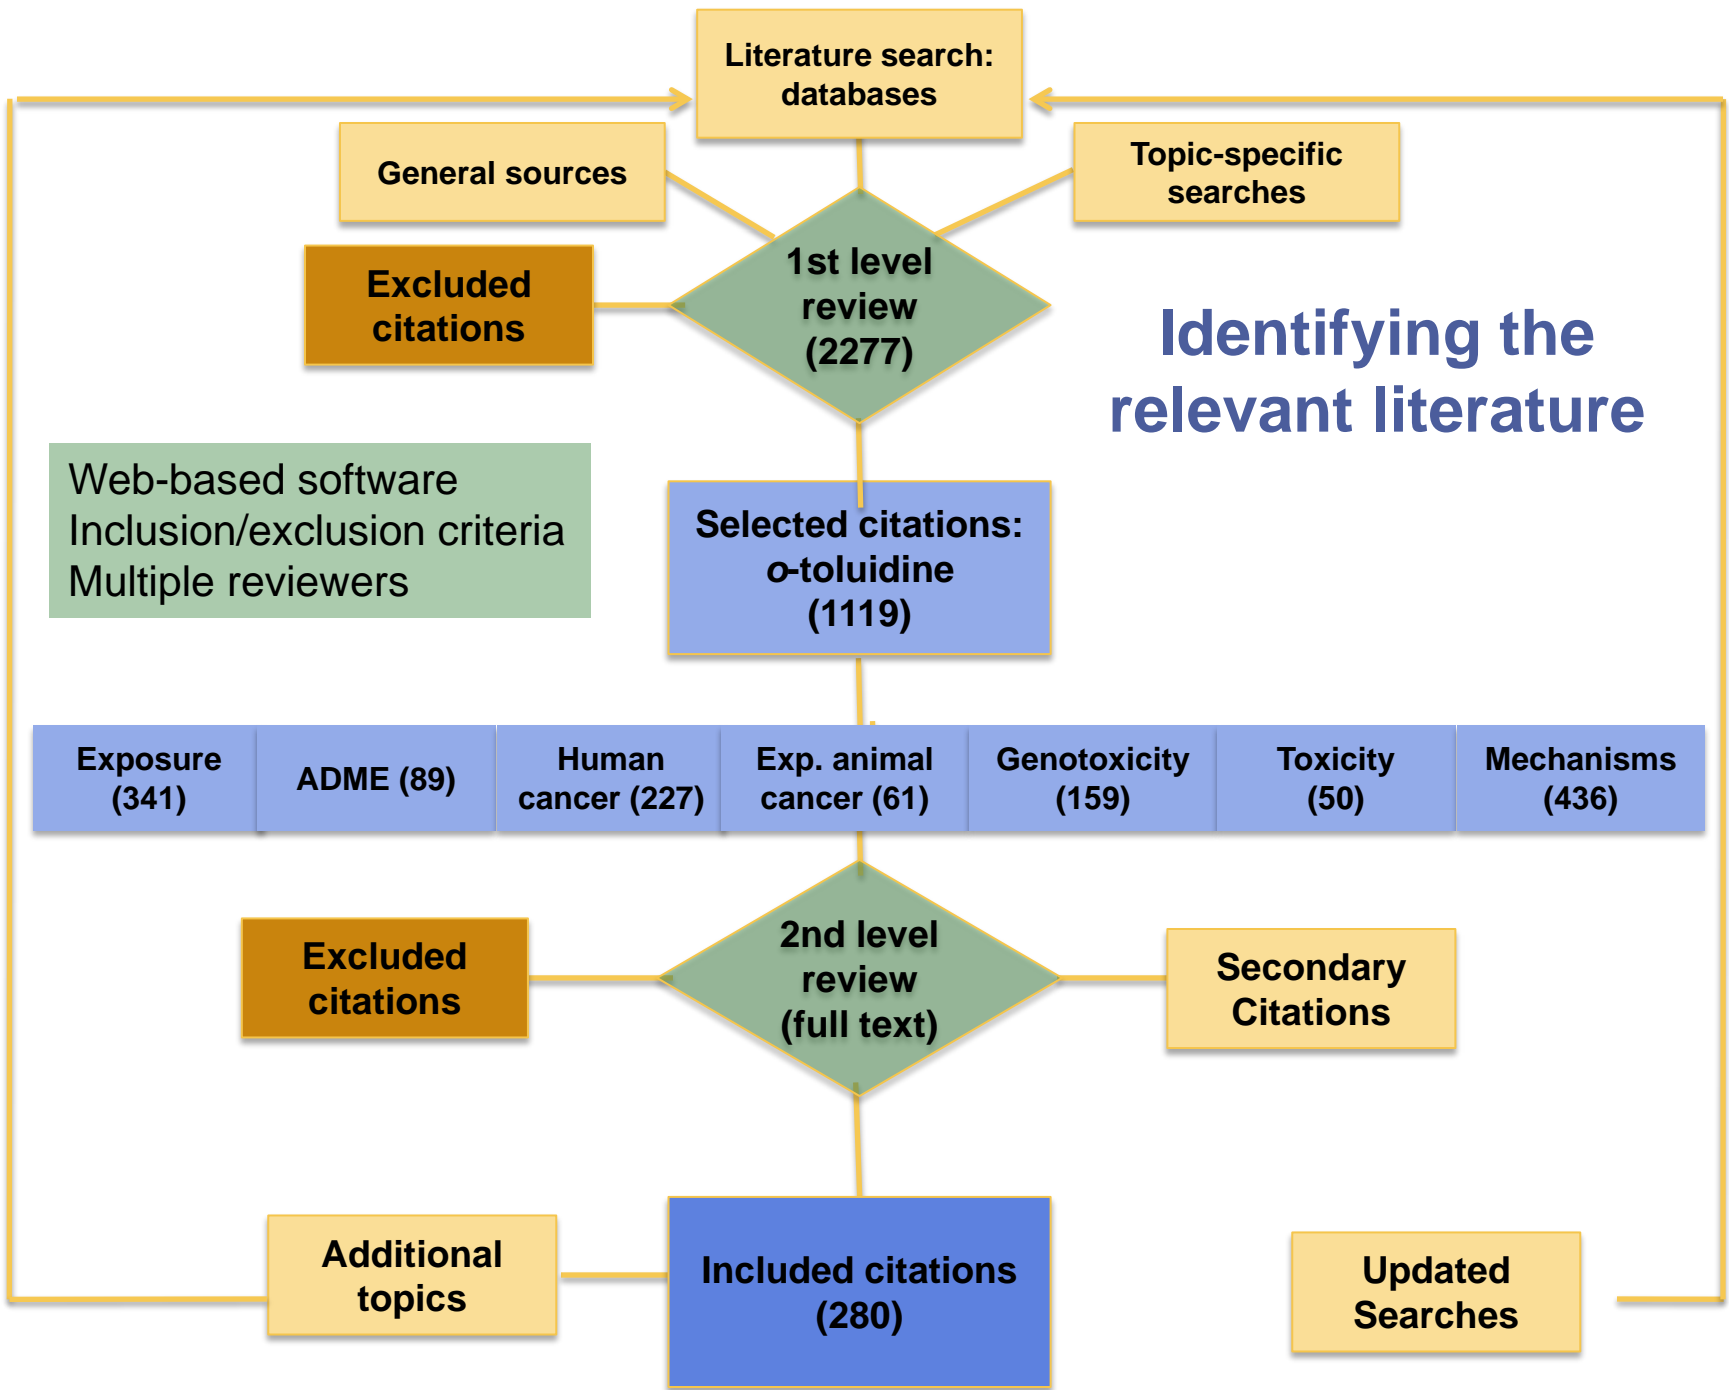 Literature search:
databases
General sources
Topic-specific
searches
Excluded
citations
1st level
review
(2277)
Identifying the
relevant literature
Web-based software
Inclusion/exclusion criteria
Multiple reviewers
Selected citations:
o-toluidine
(1119)
Exposure
(341)
ADME (89)
Human
cancer (227)
Exp. animal
cancer (61)
Genotoxicity
(159)
Toxicity
(50)
Mechanisms
(436)
Excluded
citations
2nd level
review
(full text)
Secondary
Citations
Additional
topics
Included citations
(280)
Updated
Searches